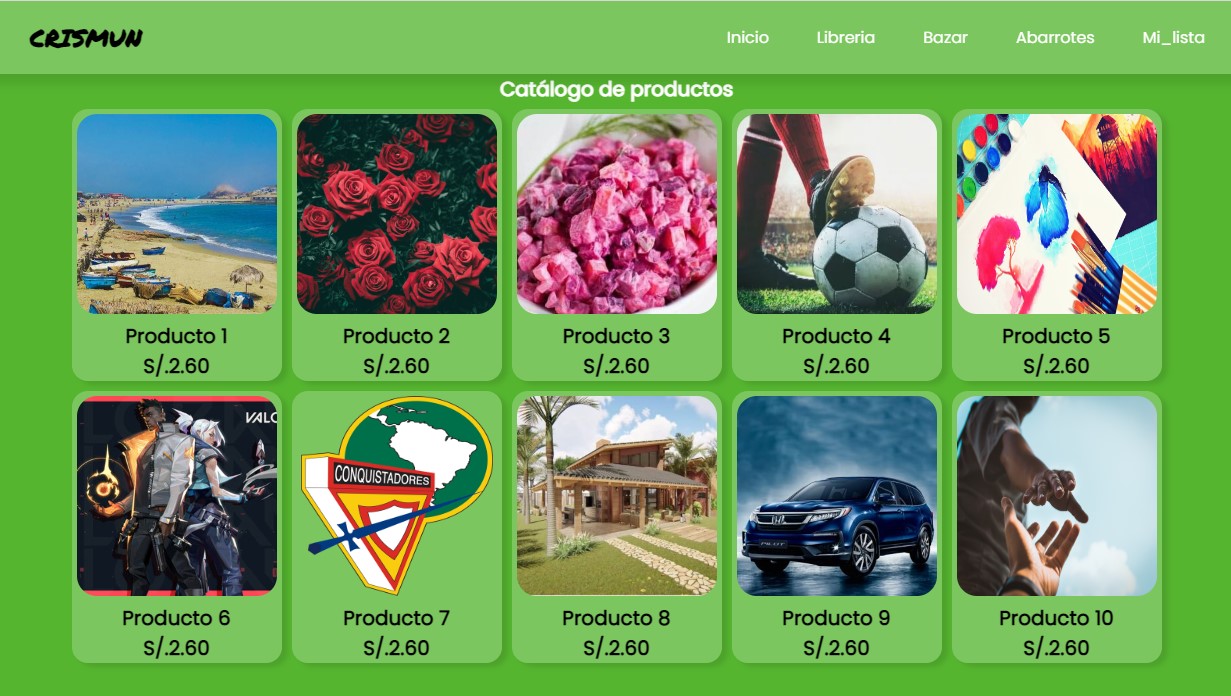 CRISMUN
Inicio Libreria Bazar Abarrotes Mi_lista
Catálogo de productos
Producto 1 Producto 2 Producto 3 Producto 4 Producto 5
S/.2.60 S/.2.60 S/.2.60 S/.2.60 S/.2.60
VALO
CONQUISTADORES
PILOT
Producto 6 Producto 7 Producto 8 Producto 9 Producto 10
S/.2.60 S/.2.60 S/.2.60 S/.2.60 S/.2.60